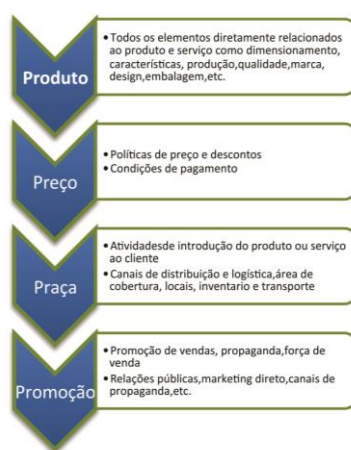 Produto
• Todos os elementos diretamente relacionados
ao produto e serviço como dimensionamento,
características, produção,qualidade,marca,
design,embalagem,etc.
Preço
• Políticas de preço e descontos
• Condições de pagamento
Praça
• Atividadesde introdução do produto ou serviço
ao cliente
• Canais de distribuição e logística,área de
cobertura, locais, inventario e transporte
Promoção
• Promoção de vendas, propaganda,força de
venda
• Relações públicas,marketing direto,canais de
propaganda,etc.